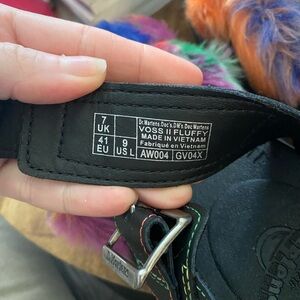 7 UK
41 EU
9 US L
Dr.Martens,Doc's,DM's,Doc Martens
VOSS II FLUFFY
MADE IN VIETNAM
Fabriqué en Vietnam
AW004 GV04X